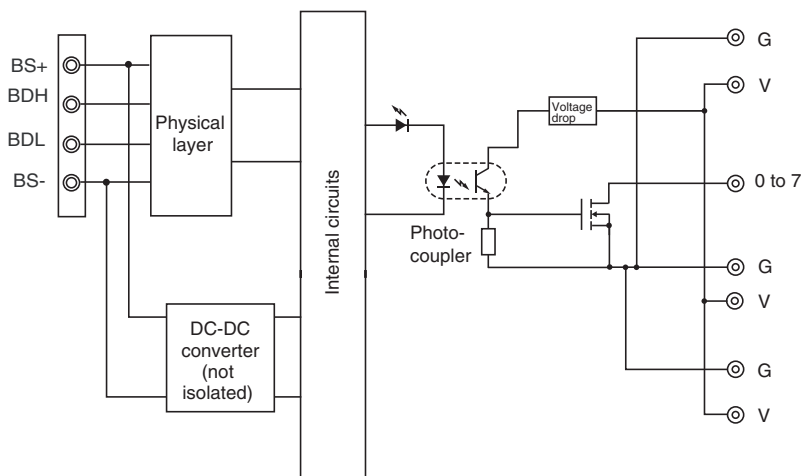 BS+
BDH
BDL
BS-
Physical
layer
DC-DC
converter
(not
isolated)
Internal circuits
Photo-
coupler
Voltage
drop
G
V
0 to 7
G
V
G
V